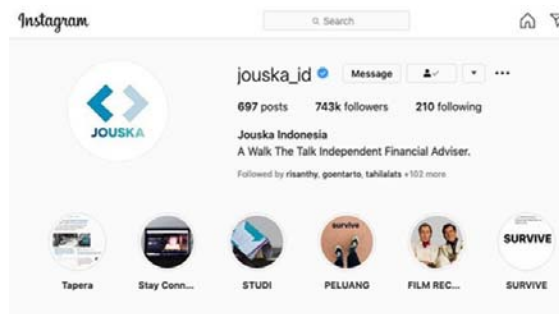 Instagram
Search
jouska_id Message
697 posts 743k followers 210 following
Jouska Indonesia
A Walk The Talk Independent Financial Adviser.
Followed by risanthy, goentarto, tahilalats +102 more
JOUSKA
survive
SURVIVE
Tapera Stay Conn... STUDI PELUANG FILM REC... SURVIVE